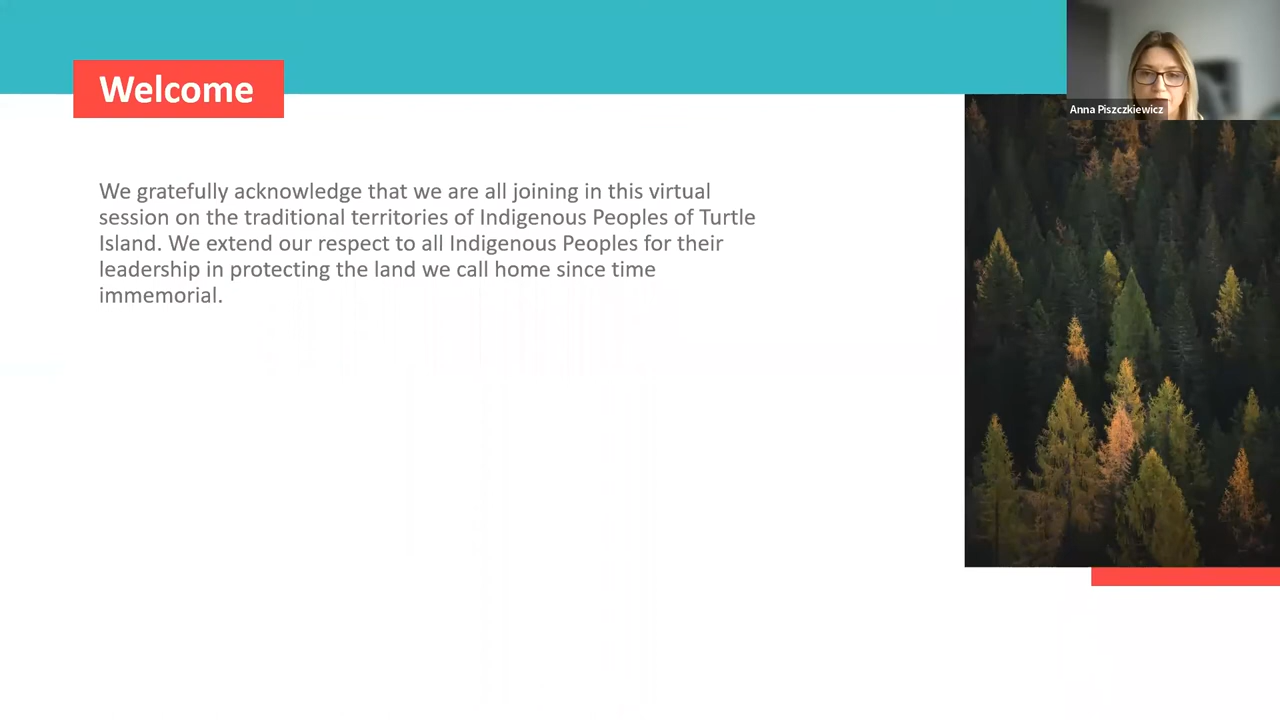 Welcome
Anna Piszczkiewicz
We gratefully acknowledge that we are all joining in this virtual
session on the traditional territories of Indigenous Peoples of Turtle
Island. We extend our respect to all Indigenous Peoples for their
leadership in protecting the land we call home since time
immemorial.